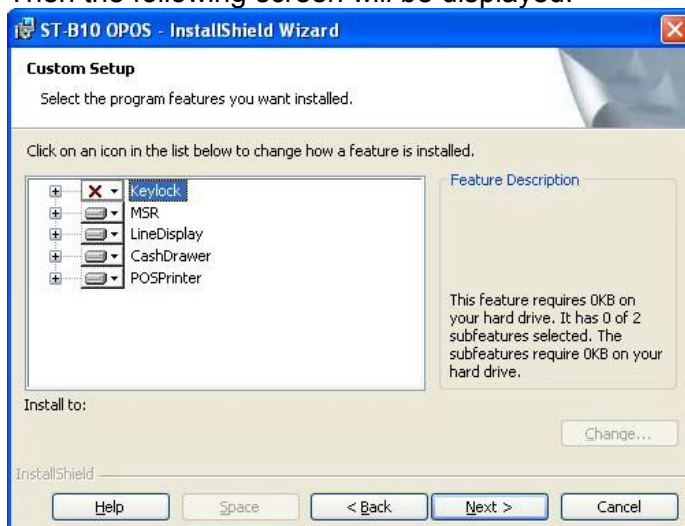 Then the following screen will be displayed.
ST-B10 OPOS - InstallShield Wizard
Custom Setup
Select the program features you want installed.
Click on an icon in the list below to change how a feature is installed.
Keylock
MSR
LineDisplay
CashDrawer
POSPrinter
Feature Description
This feature requires 0KB on
your hard drive. It has 0 of 2
subfeatures selected. The
subfeatures require 0KB on your
hard drive.
Install to:
Change...
InstallShield
Help
Space
< Back
Next >
Cancel